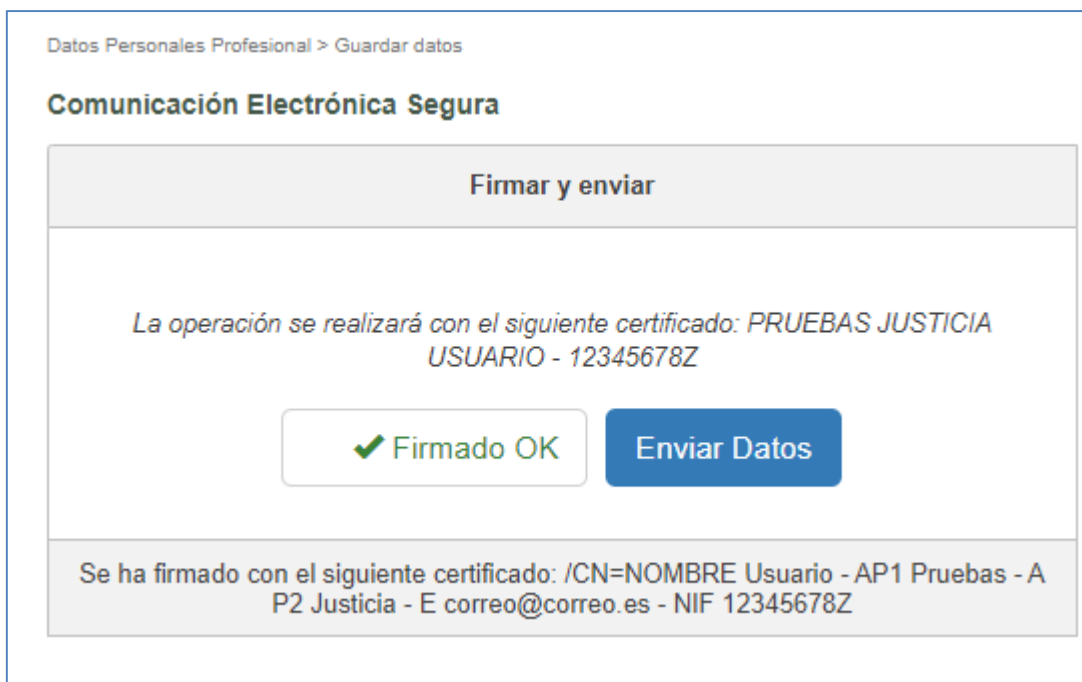 Datos Personales Profesional > Guardar datos
Comunicación Electrónica Segura
Firmar y enviar
La operación se realizará con el siguiente certificado: PRUEBAS JUSTICIA
USUARIO - 12345678Z
✔ Firmado OK
Enviar Datos
Se ha firmado con el siguiente certificado: /CN=NOMBRE Usuario - AP1 Pruebas - A
P2 Justicia - E correo@correo.es - NIF 12345678Z